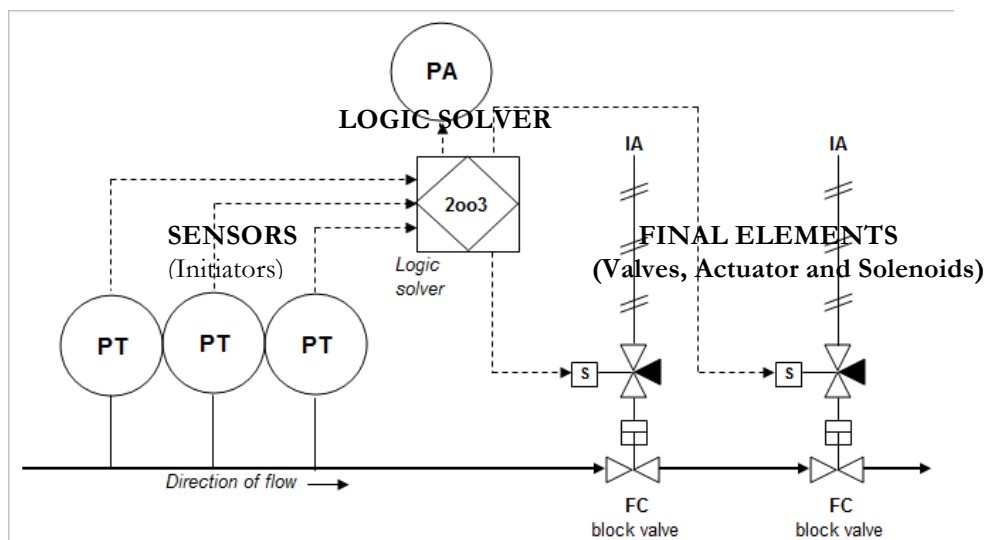 PA
LOGIC SOLVER
IA
IA
2oo3
SENSORS
(Initiators)
FINAL ELEMENTS
(Valves, Actuator and Solenoids)
Logic
solver
PT
PT
PT
S
S
Direction of flow
FC
block valve
FC
block valve